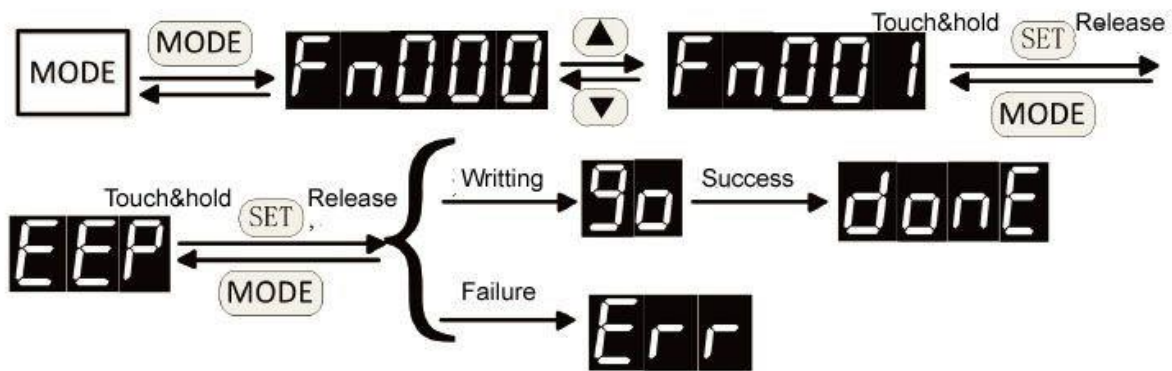 MODE MODE Fn000 ▲ Fn001 Touch&hold SET Release
▼ MODE
EEP Touch&hold SET , Release Writting go Success donE
MODE Failure Err